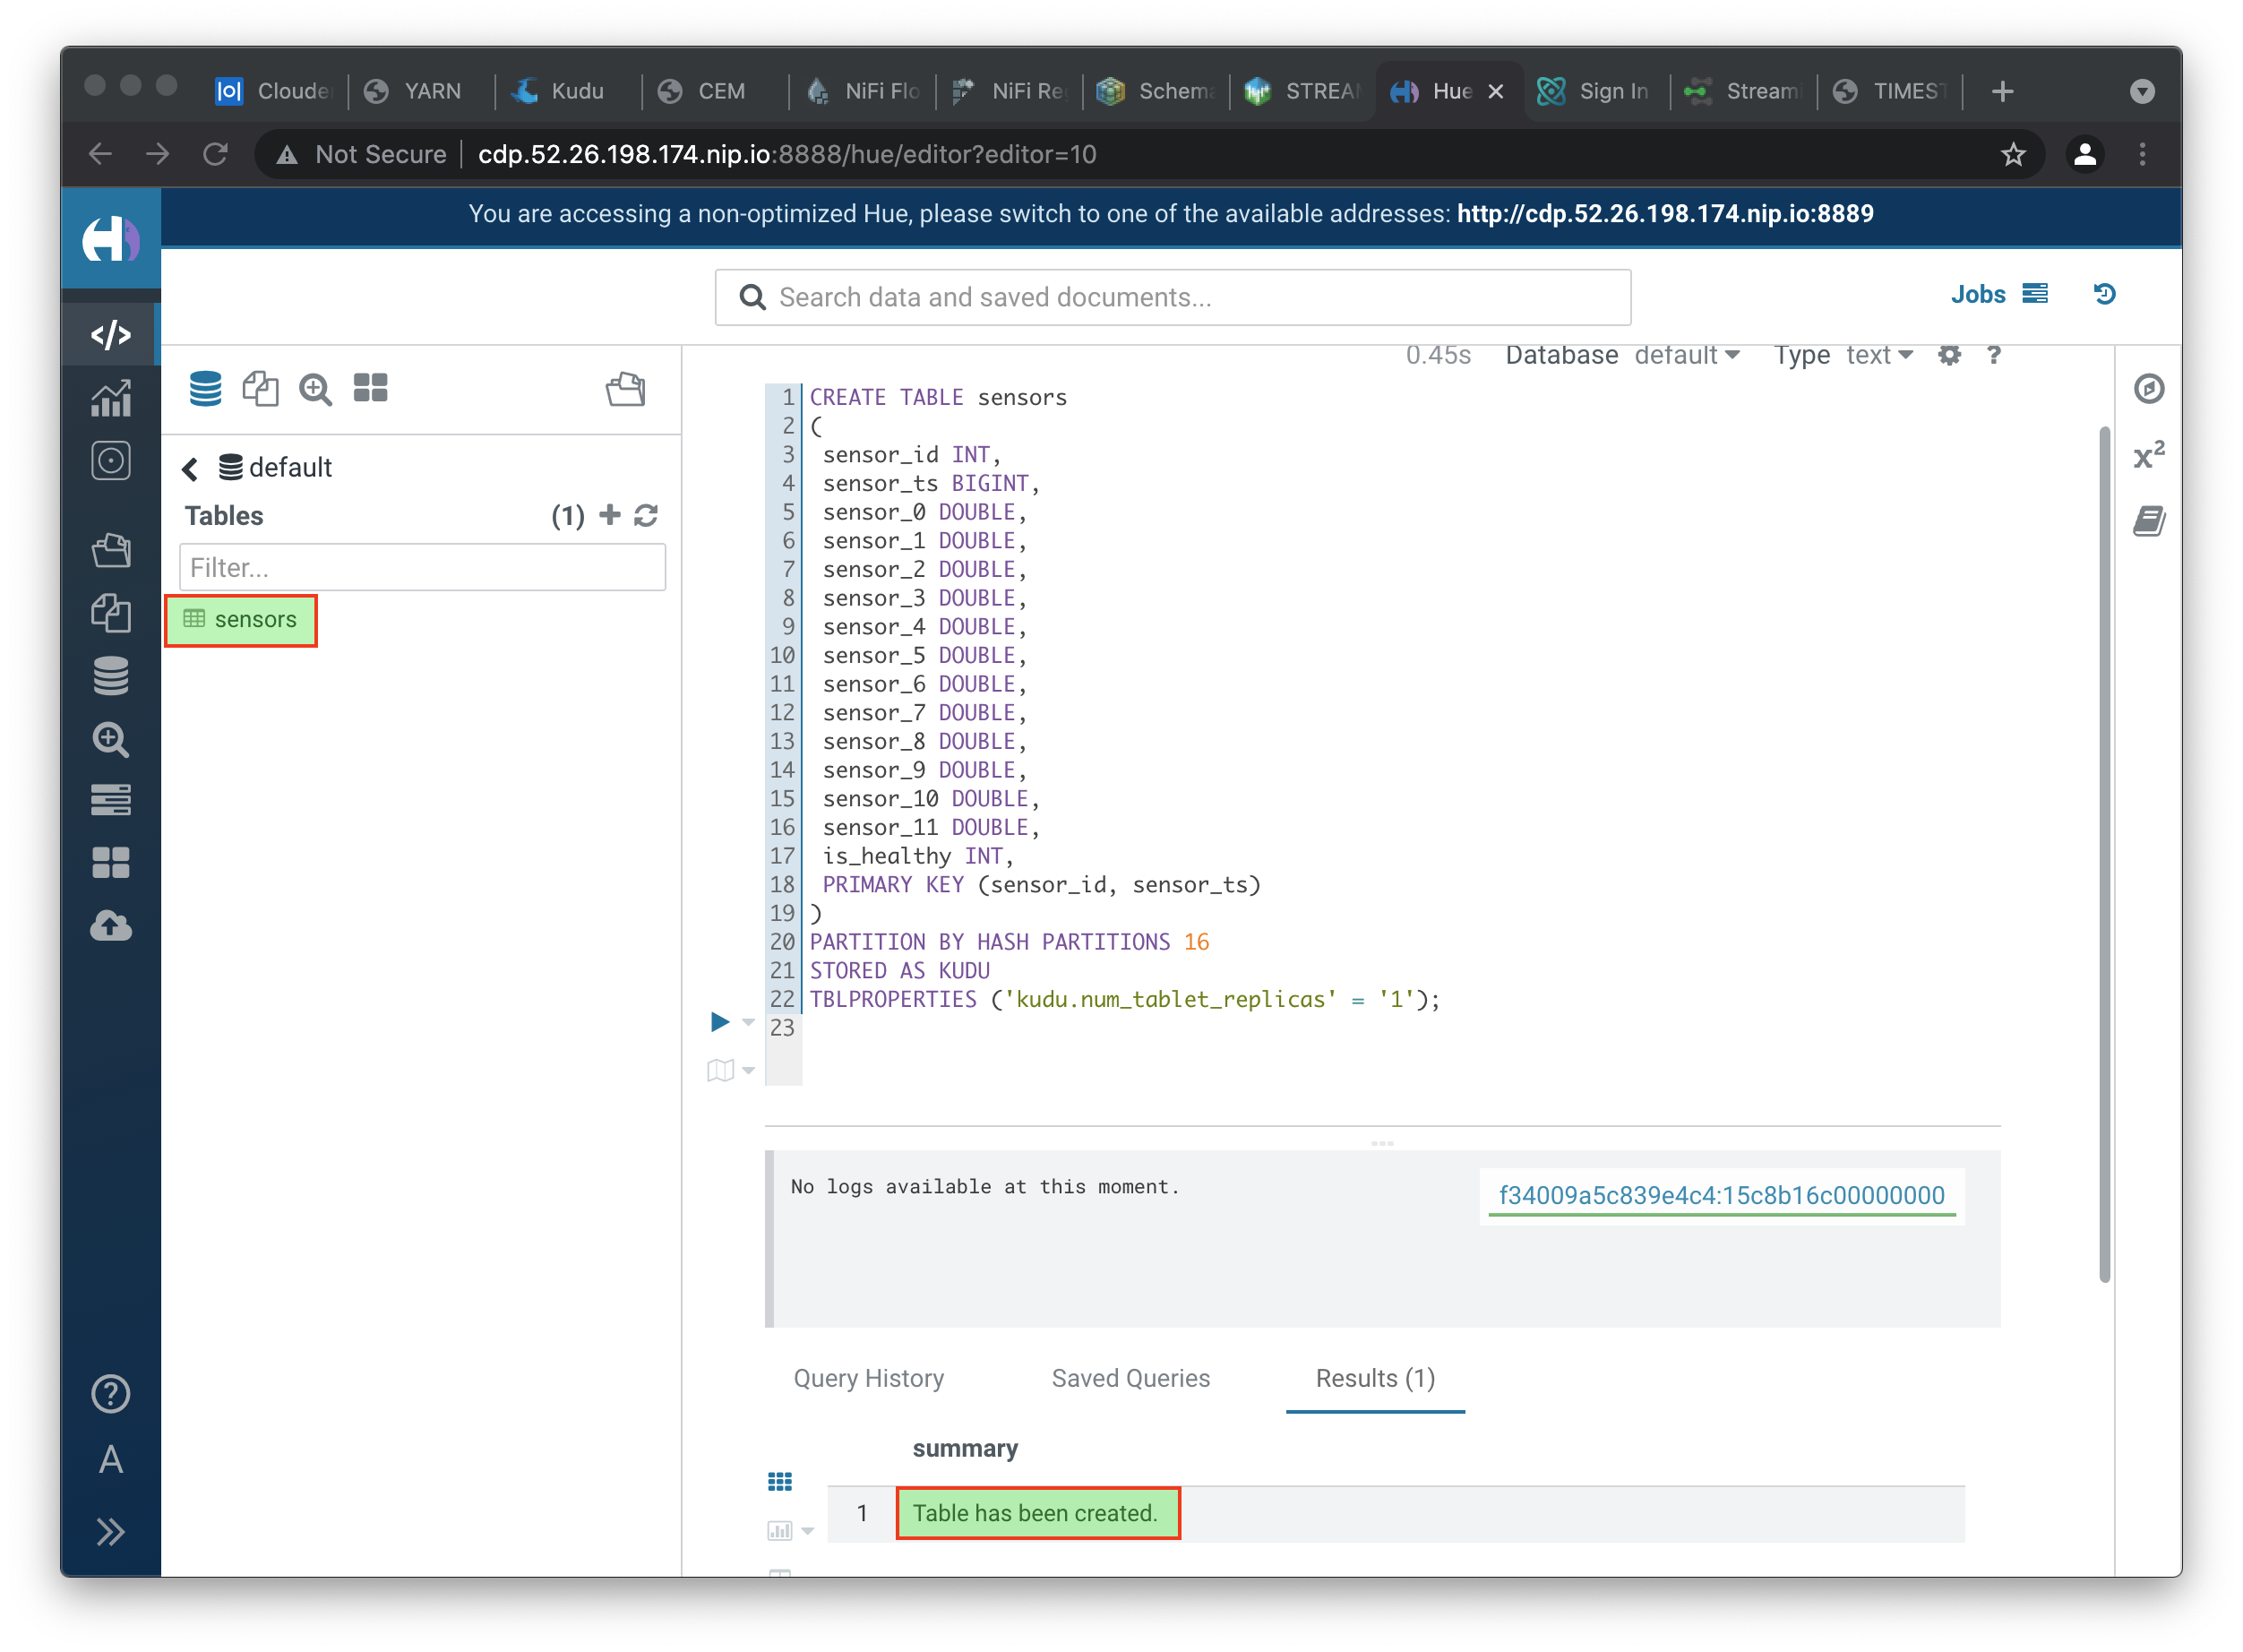 Cloude
YARN
Kudu
CEM
NiFi Flo
NiFi Re
Schema
STREA
Hue
Sign In
Streami
TIMEST
Not Secure
cdp.52.26.198.174.nip.io:8888/hue/editor?editor=10
You are accessing a non-optimized Hue, please switch to one of the available addresses: http://cdp.52.26.198.174.nip.io:8889
Search data and saved documents...
Jobs
0.45s Database default Type text ?
default
Tables (1)
Filter...
sensors
1 CREATE TABLE sensors
2 (
3 sensor_id INT,
4 sensor_ts BIGINT,
5 sensor_0 DOUBLE,
6 sensor_1 DOUBLE,
7 sensor_2 DOUBLE,
8 sensor_3 DOUBLE,
9 sensor_4 DOUBLE,
10 sensor_5 DOUBLE,
11 sensor_6 DOUBLE,
12 sensor_7 DOUBLE,
13 sensor_8 DOUBLE,
14 sensor_9 DOUBLE,
15 sensor_10 DOUBLE,
16 sensor_11 DOUBLE,
17 is_healthy INT,
18 PRIMARY KEY (sensor_id, sensor_ts)
19 )
20 PARTITION BY HASH PARTITIONS 16
21 STORED AS KUDU
22 TBLPROPERTIES ('kudu.num_tablet_replicas' = '1');
23
x²
No logs available at this moment.
f34009a5c839e4c4:15c8b16c00000000
Query History
Saved Queries
Results (1)
summary
1 Table has been created.
A